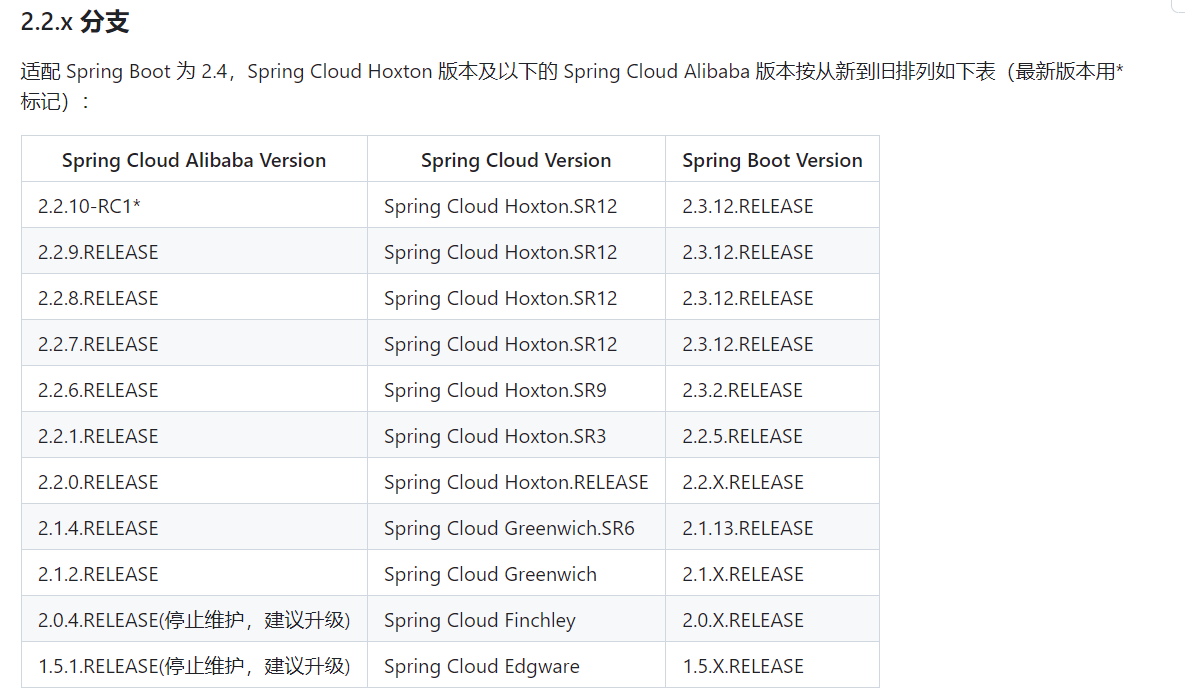 2.2.x 分支
适配 Spring Boot 为 2.4，Spring Cloud Hoxton 版本及以下的 Spring Cloud Alibaba 版本按从新到旧排列如下表（最新版本用*
标记）：
Spring Cloud Alibaba Version Spring Cloud Version Spring Boot Version
2.2.10-RC1* Spring Cloud Hoxton.SR12 2.3.12.RELEASE
2.2.9.RELEASE Spring Cloud Hoxton.SR12 2.3.12.RELEASE
2.2.8.RELEASE Spring Cloud Hoxton.SR12 2.3.12.RELEASE
2.2.7.RELEASE Spring Cloud Hoxton.SR12 2.3.12.RELEASE
2.2.6.RELEASE Spring Cloud Hoxton.SR9 2.3.2.RELEASE
2.2.1.RELEASE Spring Cloud Hoxton.SR3 2.2.5.RELEASE
2.2.0.RELEASE Spring Cloud Hoxton.RELEASE 2.2.X.RELEASE
2.1.4.RELEASE Spring Cloud Greenwich.SR6 2.1.13.RELEASE
2.1.2.RELEASE Spring Cloud Greenwich 2.1.X.RELEASE
2.0.4.RELEASE(停止维护，建议升级) Spring Cloud Finchley 2.0.X.RELEASE
1.5.1.RELEASE(停止维护，建议升级) Spring Cloud Edgware 1.5.X.RELEASE